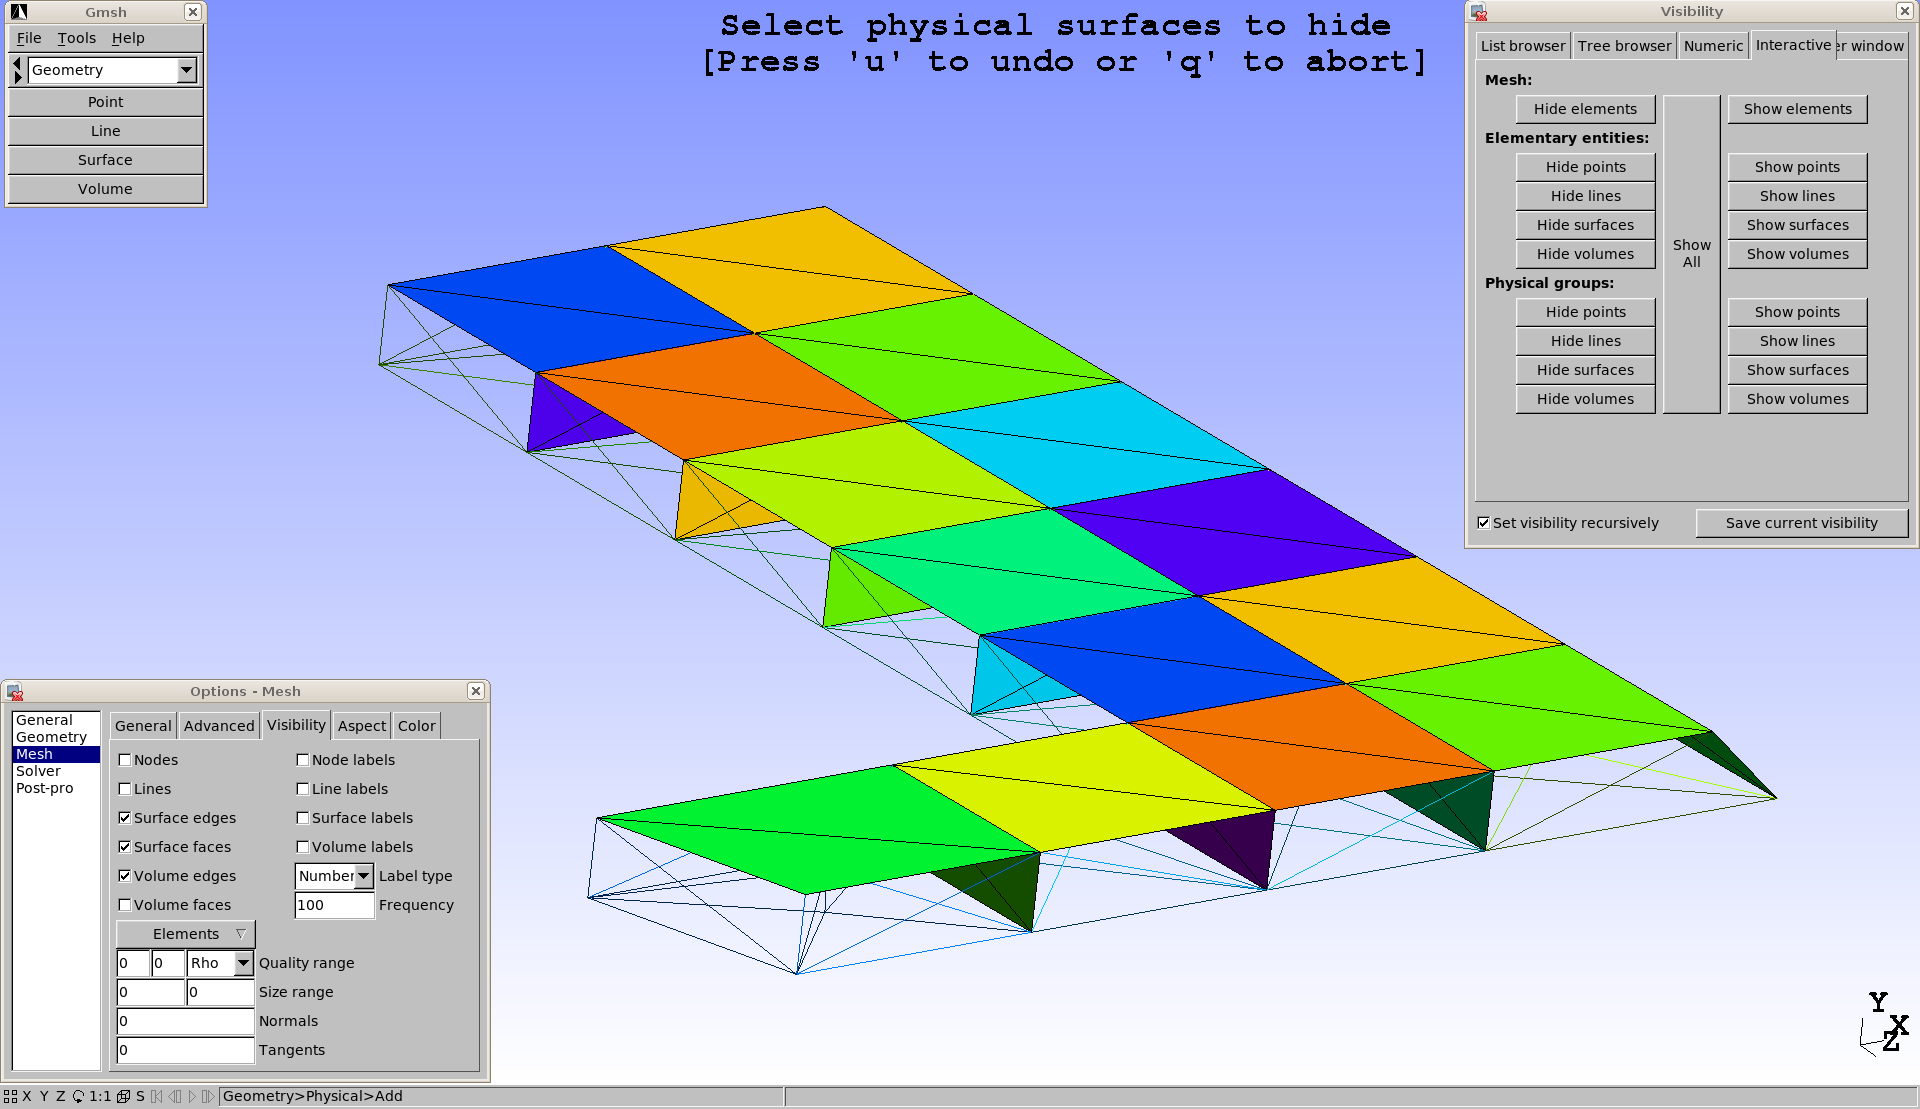 Gmsh
File Tools Help
Geometry
Point
Line
Surface
Volume
Select physical surfaces to hide
[Press 'u' to undo or 'q' to abort]
Visibility
List browser Tree browser Numeric Interactive er window
Mesh:
Hide elements Show elements
Elementary entities:
Hide points Show points
Hide lines Show lines
Hide surfaces Show surfaces
Show
All
Hide volumes Show volumes
Physical groups:
Hide points Show points
Hide lines Show lines
Hide surfaces Show surfaces
Hide volumes Show volumes
Set visibility recursively Save current visibility
Options - Mesh
General
Geometry
Mesh
Solver
Post-pro
General Advanced Visibility Aspect Color
Nodes Node labels
Lines Line labels
Surface edges Surface labels
Surface faces Volume labels
Volume edges Number Label type
Volume faces 100 Frequency
Elements
0 0 Rho Quality range
0 0 Size range
0 Normals
0 Tangents
Y
X
Z
X Y Z 1:1 S Geometry>Physical>Add